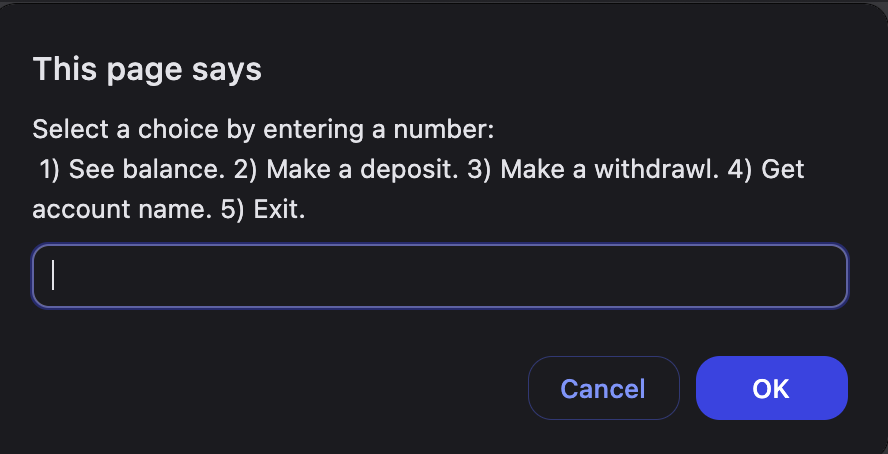 This page says
Select a choice by entering a number:
1) See balance. 2) Make a deposit. 3) Make a withdrawl. 4) Get
account name. 5) Exit.
Cancel
OK